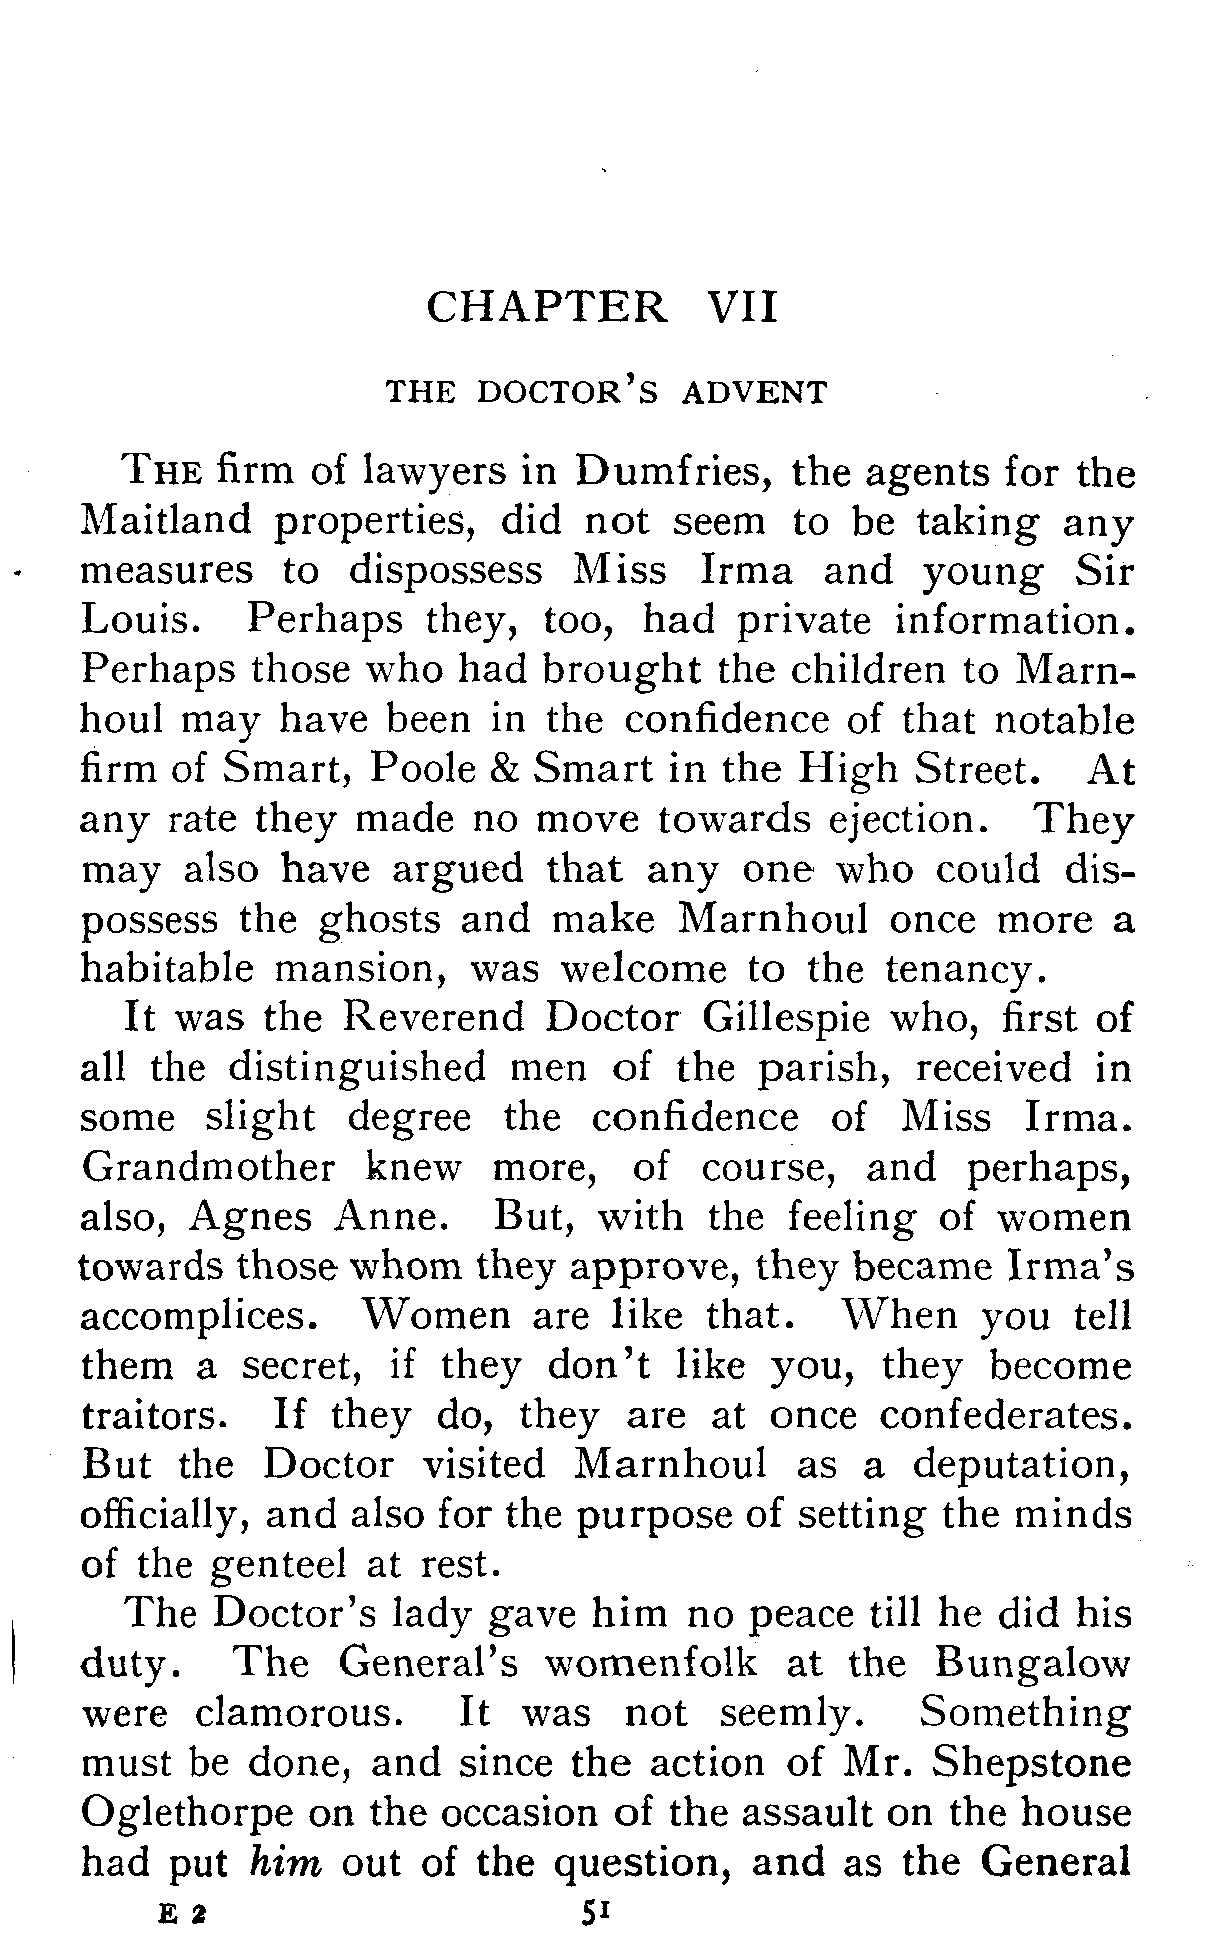 CHAPTER VII
THE DOCTOR'S ADVENT
THE firm of lawyers in Dumfries, the agents for the
Maitland properties, did not seem to be taking any
measures to dispossess Miss Irma and young Sir
Louis. Perhaps they, too, had private information.
Perhaps those who had brought the children to Marn-
houl may have been in the confidence of that notable
firm of Smart, Poole & Smart in the High Street. At
any rate they made no move towards ejection. They
may also have argued that any one who could dis-
possess the ghosts and make Marnhoul once more a
habitable mansion, was welcome to the tenancy.
It was the Reverend Doctor Gillespie who, first of
all the distinguished men of the parish, received in
some slight degree the confidence of Miss Irma.
Grandmother knew more, of course, and perhaps,
also, Agnes Anne. But, with the feeling of women
towards those whom they approve, they became Irma's
accomplices. Women are like that. When you tell
them a secret, if they don't like you, they become
traitors. If they do, they are at once confederates.
But the Doctor visited Marnhoul as a deputation,
officially, and also for the purpose of setting the minds
of the genteel at rest.
The Doctor's lady gave him no peace till he did his
duty. The General's womenfolk at the Bungalow
were clamorous. It was not seemly. Something
must be done, and since the action of Mr. Shepstone
Oglethorpe on the occasion of the assault on the house
had put him out of the question, and as the General
E 2 51